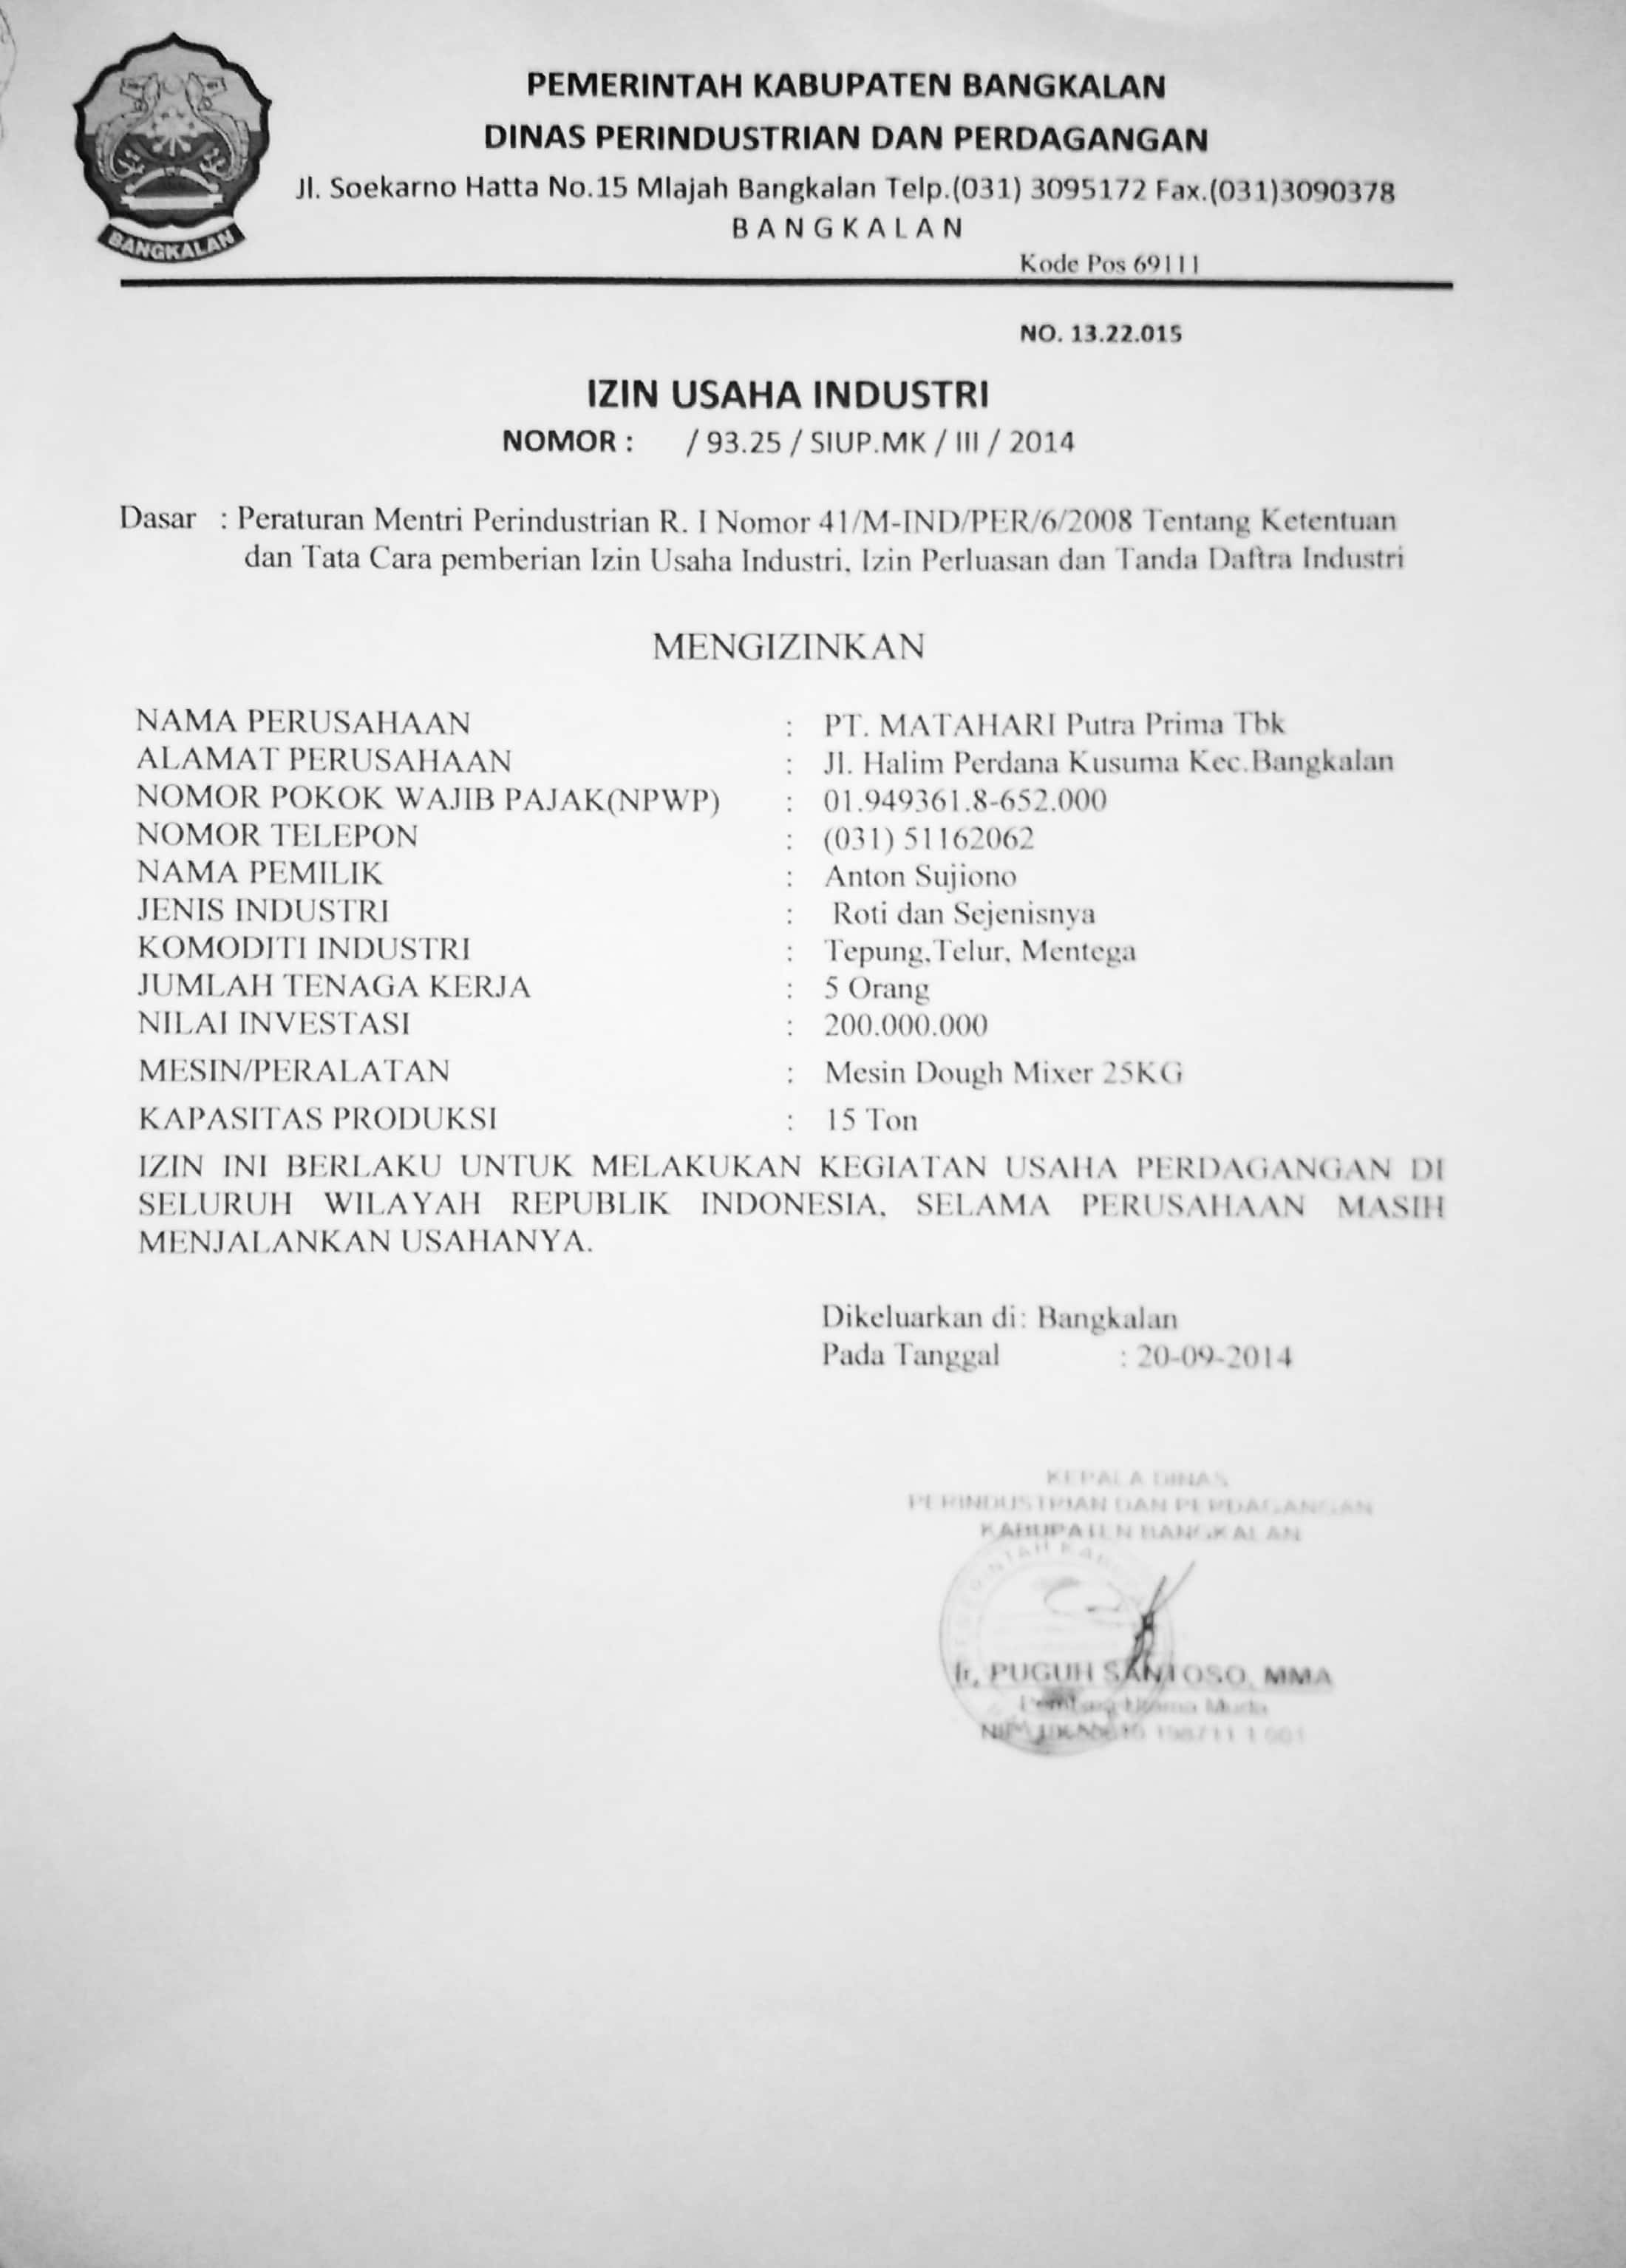 PEMERINTAH KABUPATEN BANGKALAN
DINAS PERINDUSTRIAN DAN PERDAGANGAN
Jl. Soekarno Hatta No.15 Mlajah Bangkalan Telp.(031) 3095172 Fax.(031)3090378
BANGKALAN
BANGKALAN
Kode Pos 69111
NO. 13.22.015
IZIN USAHA INDUSTRI
NOMOR : / 93.25 / SIUP.MK / III / 2014
Dasar : Peraturan Mentri Perindustrian R. I Nomor 41/M-IND/PER/6/2008 Tentang Ketentuan
dan Tata Cara pemberian Izin Usaha Industri, Izin Perluasan dan Tanda Daftra Industri
MENGIZINKAN
NAMA PERUSAHAAN : PT. MATAHARI Putra Prima Tbk
ALAMAT PERUSAHAAN : Jl. Halim Perdana Kusuma Kec.Bangkalan
NOMOR POKOK WAJIB PAJAK(NPWP) : 01.949361.8-652.000
NOMOR TELEPON : (031) 51162062
NAMA PEMILIK : Anton Sujiono
JENIS INDUSTRI : Roti dan Sejenisnya
KOMODITI INDUSTRI : Tepung,Telur, Mentega
JUMLAH TENAGA KERJA : 5 Orang
NILAI INVESTASI : 200.000.000
MESIN/PERALATAN : Mesin Dough Mixer 25KG
KAPASITAS PRODUKSI : 15 Ton
IZIN INI BERLAKU UNTUK MELAKUKAN KEGIATAN USAHA PERDAGANGAN DI
SELURUH WILAYAH REPUBLIK INDONESIA, SELAMA PERUSAHAAN MASIH
MENJALANKAN USAHANYA.
Dikeluarkan di: Bangkalan
Pada Tanggal : 20-09-2014
KEPALA DINAS
PERINDUSTRIAN DAN PERDAGANGAN
KABUPATEN BANGKALAN
Ir, PUGUH SANTOSO, MMA
Utama Muda
NIP